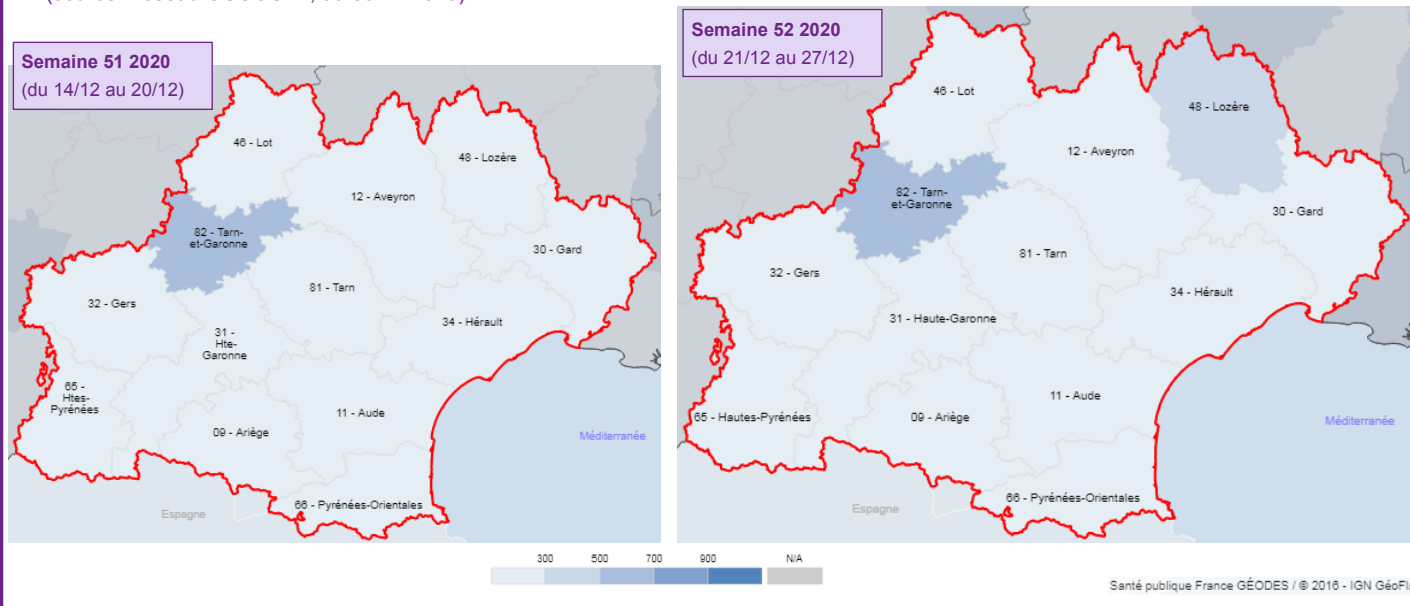 Semaine 51 2020
(du 14/12 au 20/12)
46 - Lot
48 - Lozère
12 - Aveyron
82 - Tarn-
et-Garonne
30 - Gard
81 - Tarn
32 - Gers
34 - Hérault
31 -
Hte-
Garonne
65 -
Htes-
Pyrénées
11 - Aude
09 - Ariège
Méditerranée
66 - Pyrénées-Orientales
Espagne
Semaine 52 2020
(du 21/12 au 27/12)
46 - Lot
48 - Lozère
12 - Aveyron
82 - Tarn-
et-Garonne
30 - Gard
81 - Tarn
32 - Gers
34 - Hérault
31 - Haute-Garonne
11 - Aude
65 - Hautes-Pyrénées
09 - Ariège
Méditerranée
66 - Pyrénées-Orientales
Espagne
300 500 700 900 N/A
Santé publique France GÉODES / © 2016 - IGN